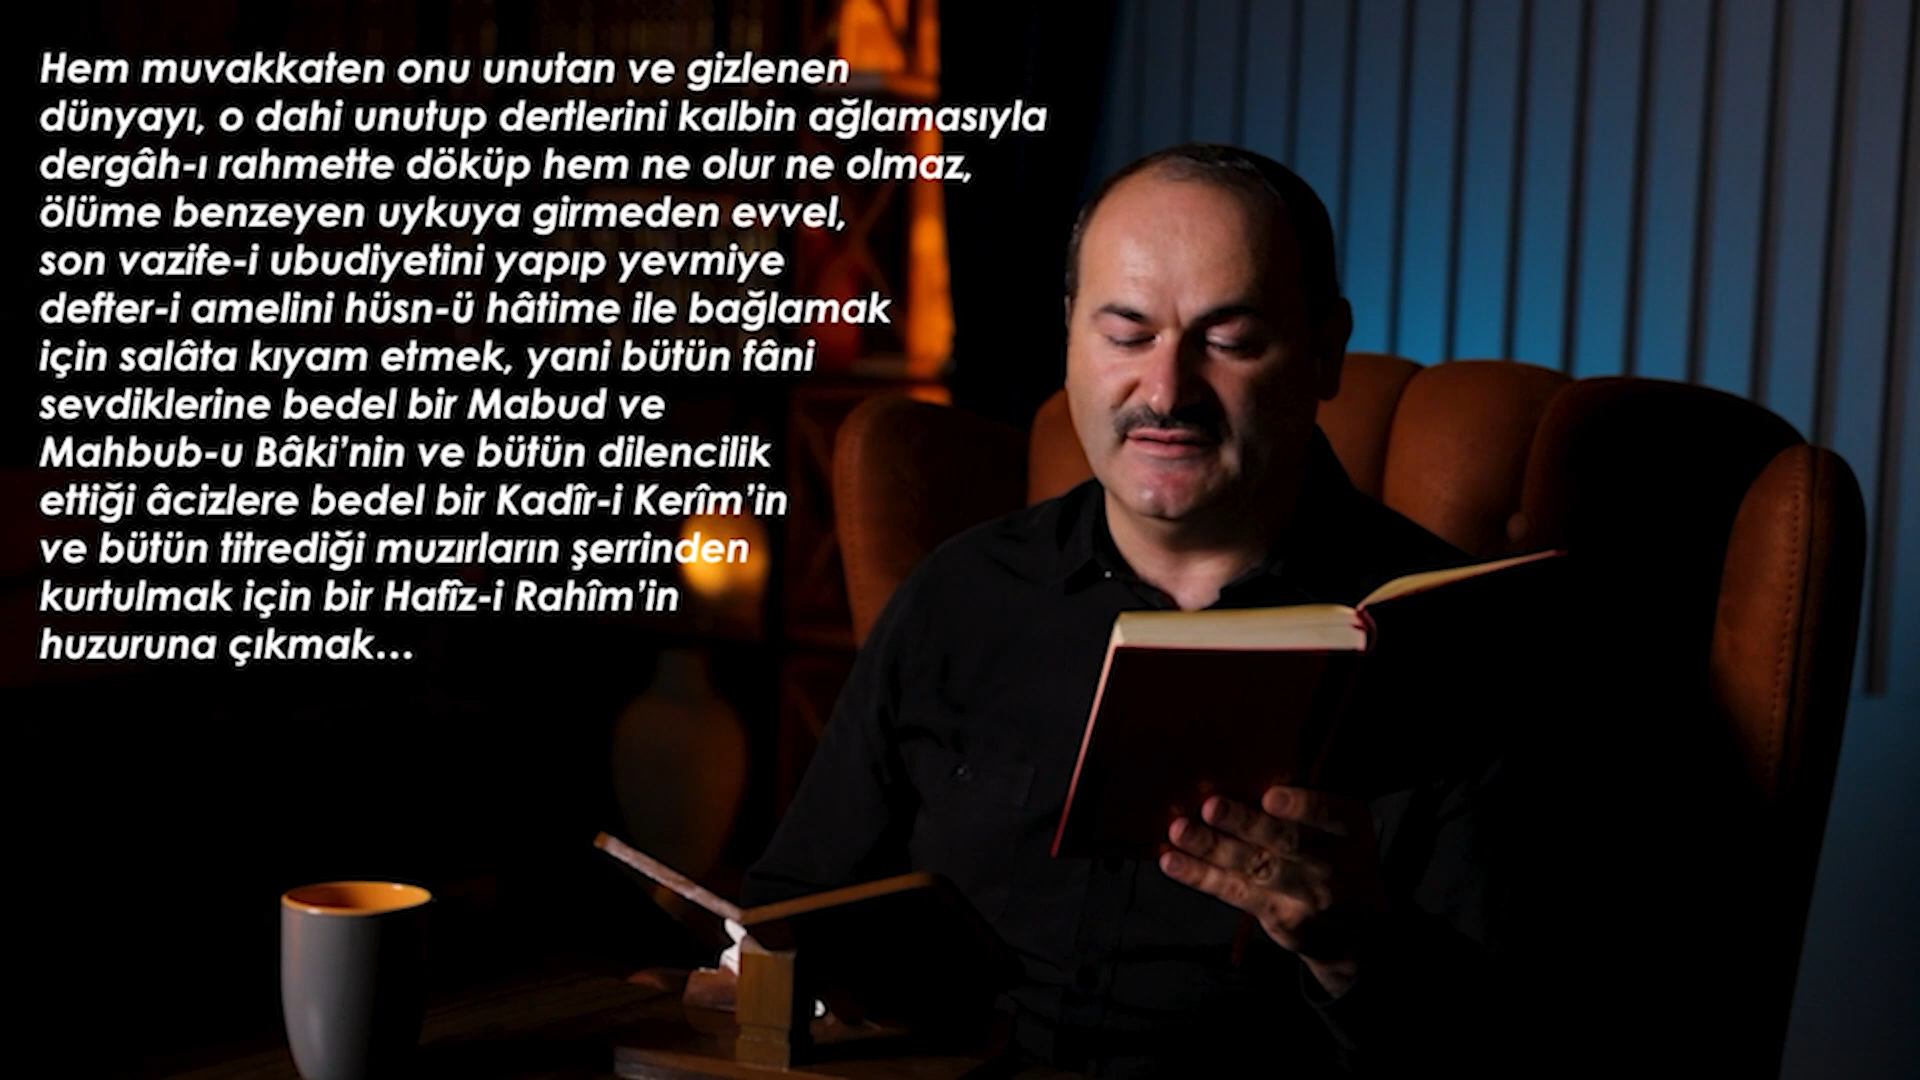 Hem muvakkaten onu unutan ve gizlenen
dünyayı, o dahi unutup dertlerini kalbin ağlamasıyla
dergâh-ı rahmette döküp hem ne olur ne olmaz,
ölüme benzeyen uykuya girmeden evvel,
son vazife-i ubudiyetini yapıp yevmiye
defter-i amelini hüsn-ü hâtime ile bağlamak
için salâta kıyam etmek, yani bütün fâni
sevdiklerine bedel bir Mabud ve
Mahbub-u Bâki’nin ve bütün dilencilik
ettiği âcizlere bedel bir Kadîr-i Kerîm’in
ve bütün titrediği muzırların şerrinden
kurtulmak için bir Hafîz-i Rahîm’in
huzuruna çıkmak...